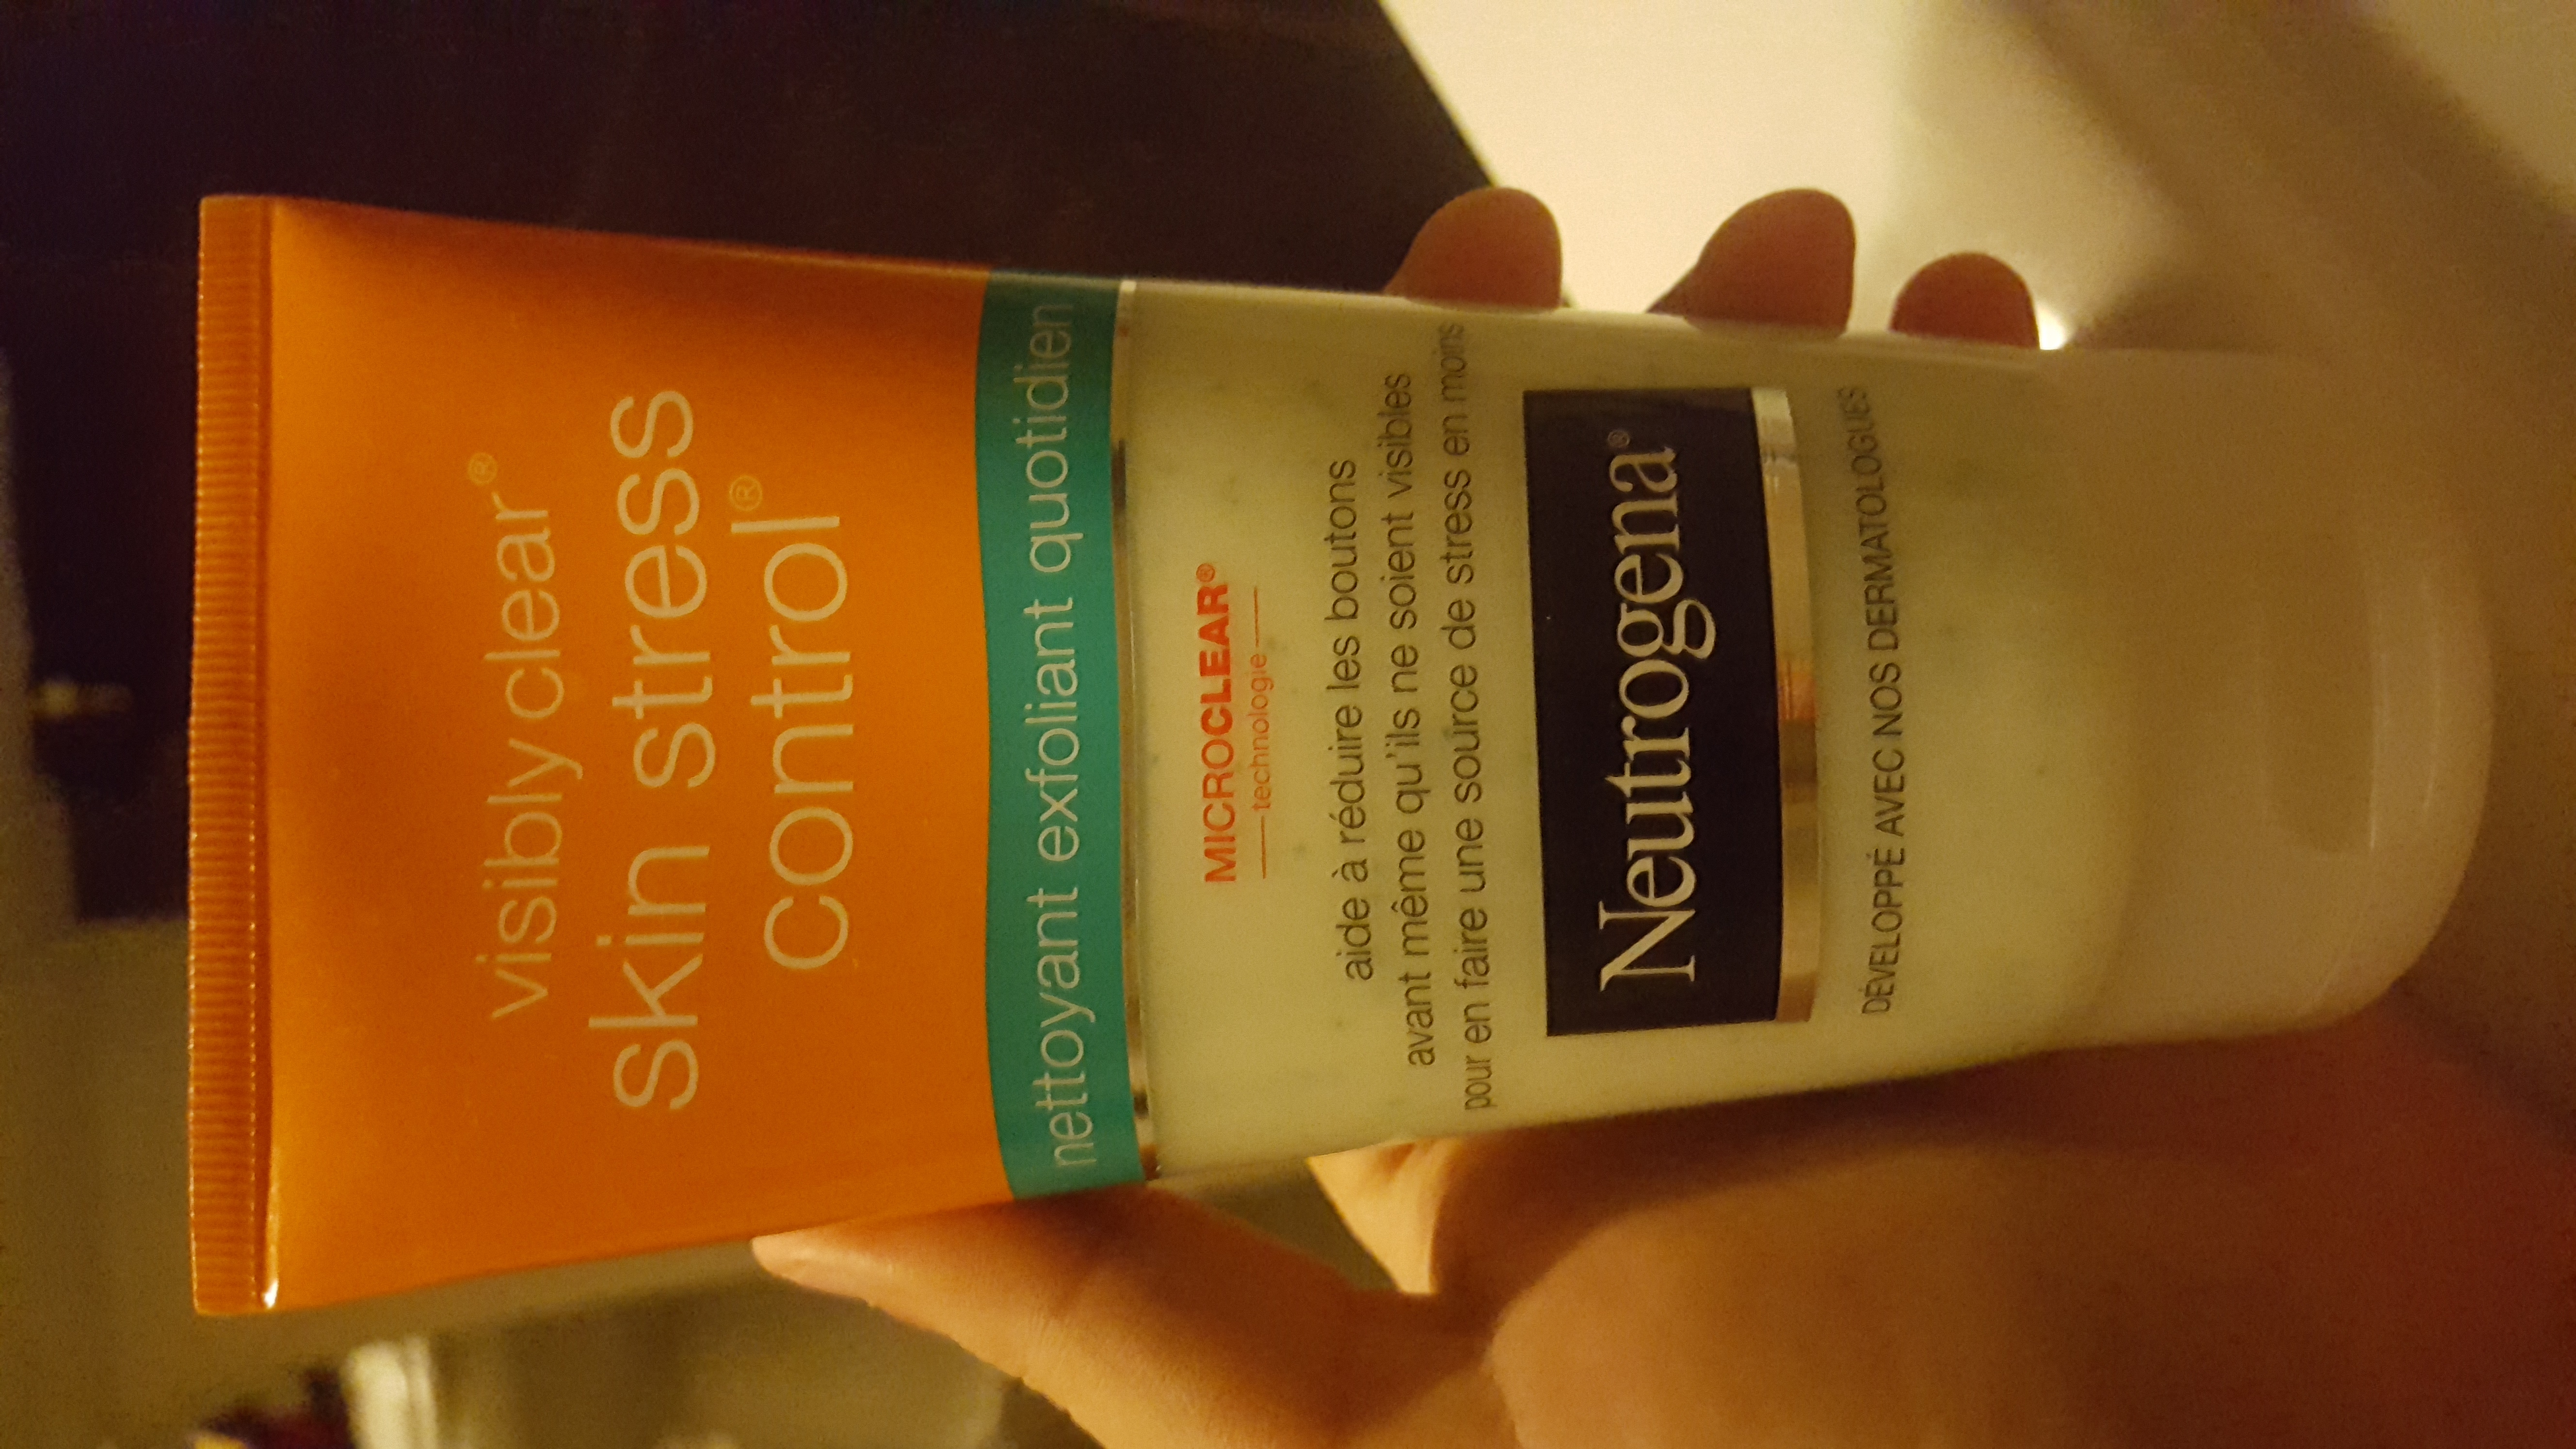 visibly clear®
skin stress
control®
nettoyant exfoliant quotidien
MICROCLEAR®
technologie
aide à réduire les boutons
avant même qu'ils ne soient visibles
pour en faire une source de stress en moins
Neutrogena®
DÉVELOPPÉ AVEC NOS DERMATOLOGUES